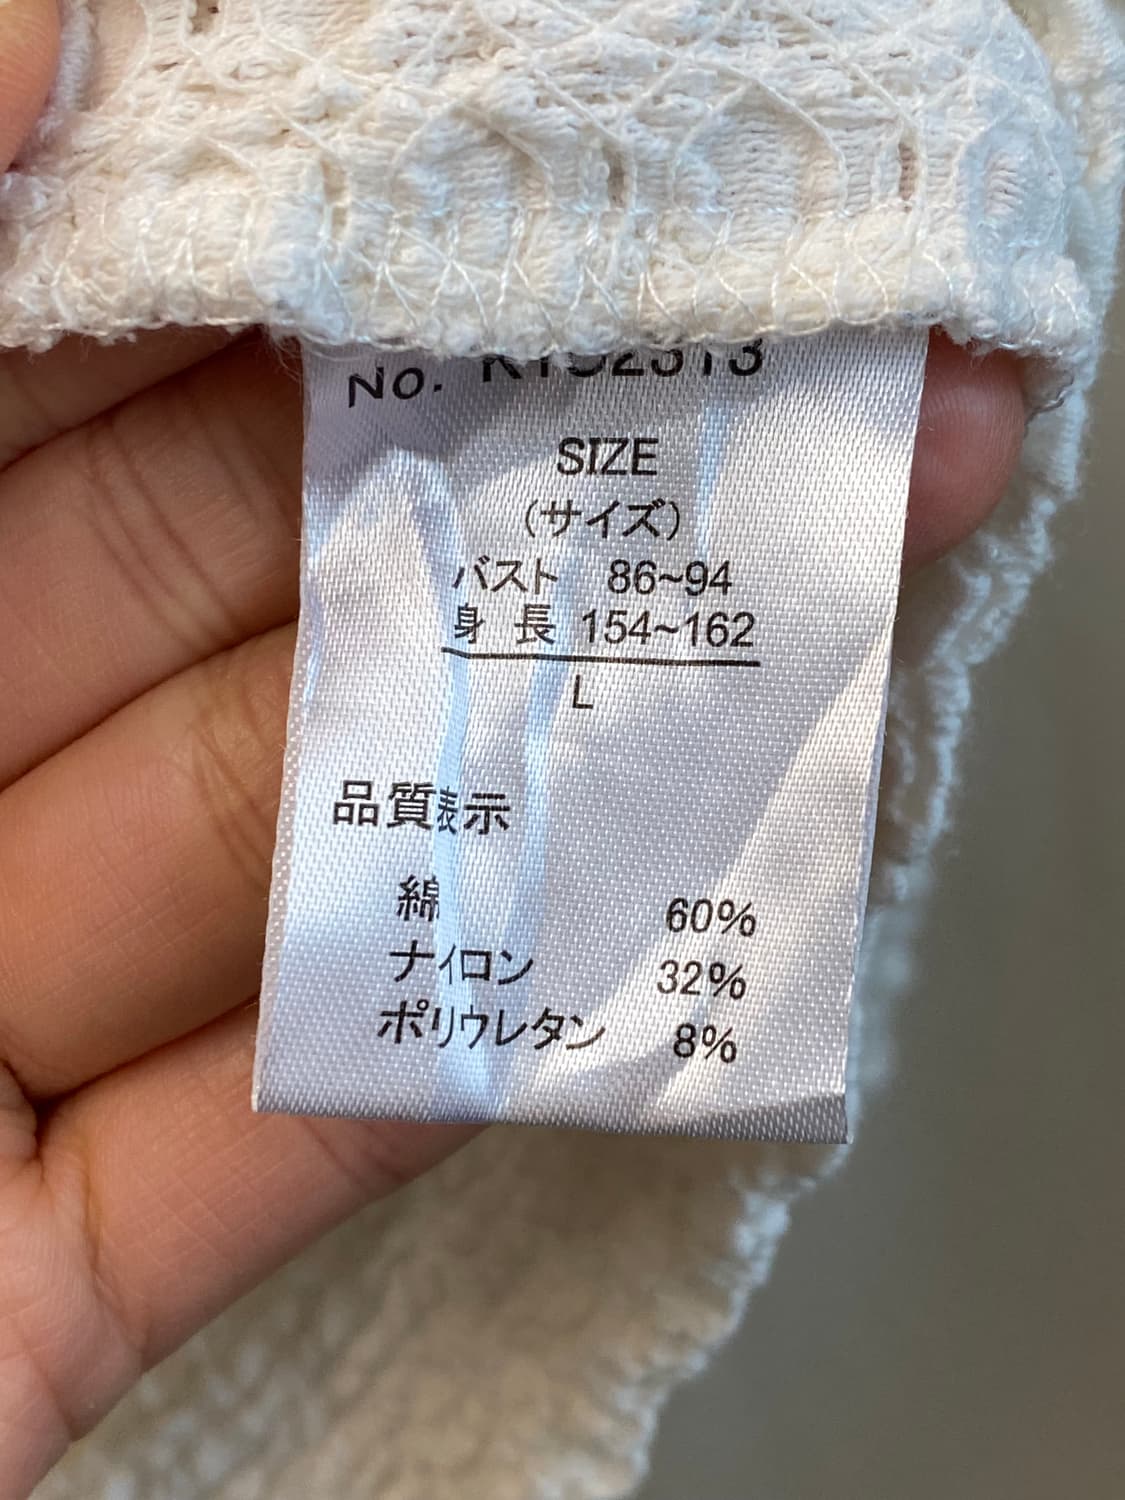 No.
SIZE
(サイズ)
バスト 86~94
身長 154~162
L
品質表示
綿 60%
ナイロン 32%
ポリウレタン 8%